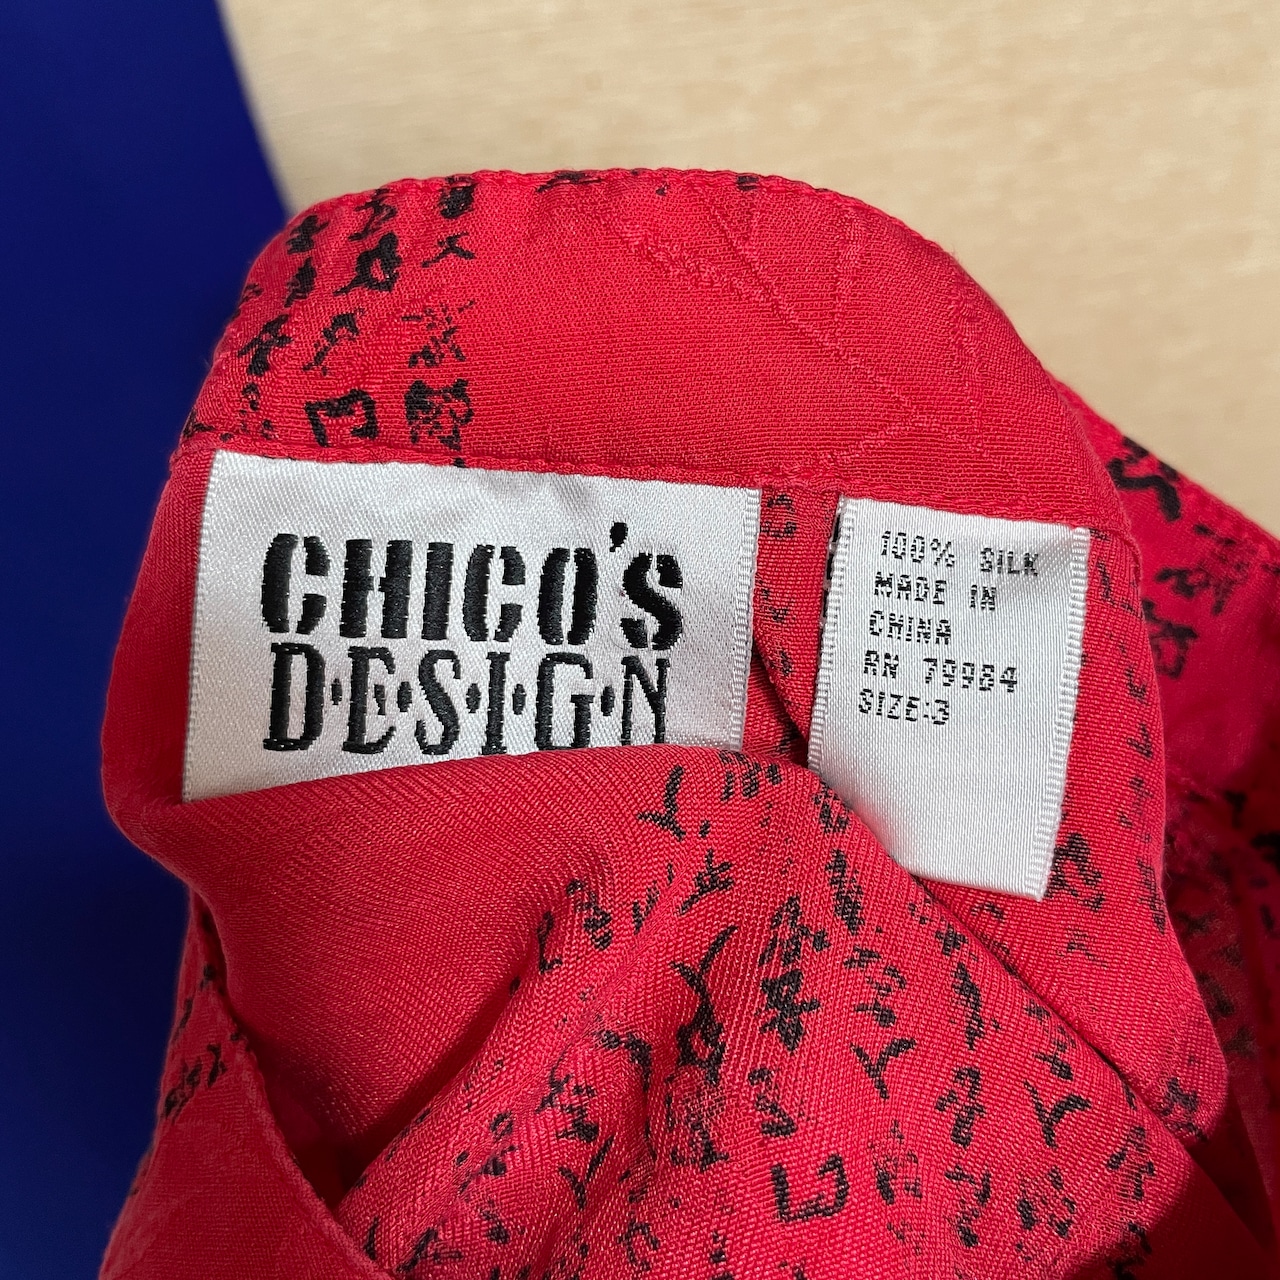 CHICO'S
D·E·S·I·G·N
100% SILK
MADE IN
CHINA
RN 79984
SIZE:3